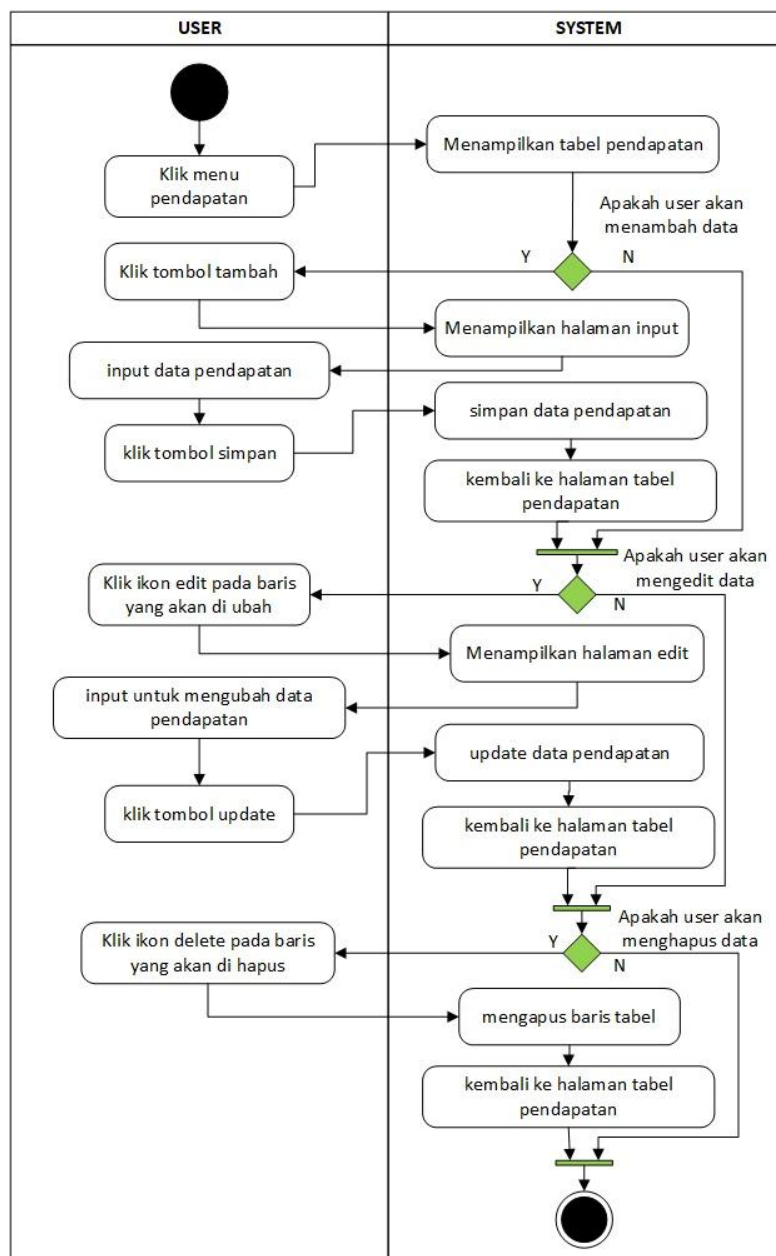 USER
SYSTEM
Klik menu
pendapatan
Menampilkan tabel pendapatan
Apakah user akan
menambah data
Y
N
Klik tombol tambah
Menampilkan halaman input
input data pendapatan
klik tombol simpan
simpan data pendapatan
kembali ke halaman tabel
pendapatan
Apakah user akan
mengedit data
Y
N
Klik ikon edit pada baris
yang akan di ubah
Menampilkan halaman edit
input untuk mengubah data
pendapatan
klik tombol update
update data pendapatan
kembali ke halaman tabel
pendapatan
Apakah user akan
menghapus data
Y
N
Klik ikon delete pada baris
yang akan di hapus
mengapus baris tabel
kembali ke halaman tabel
pendapatan